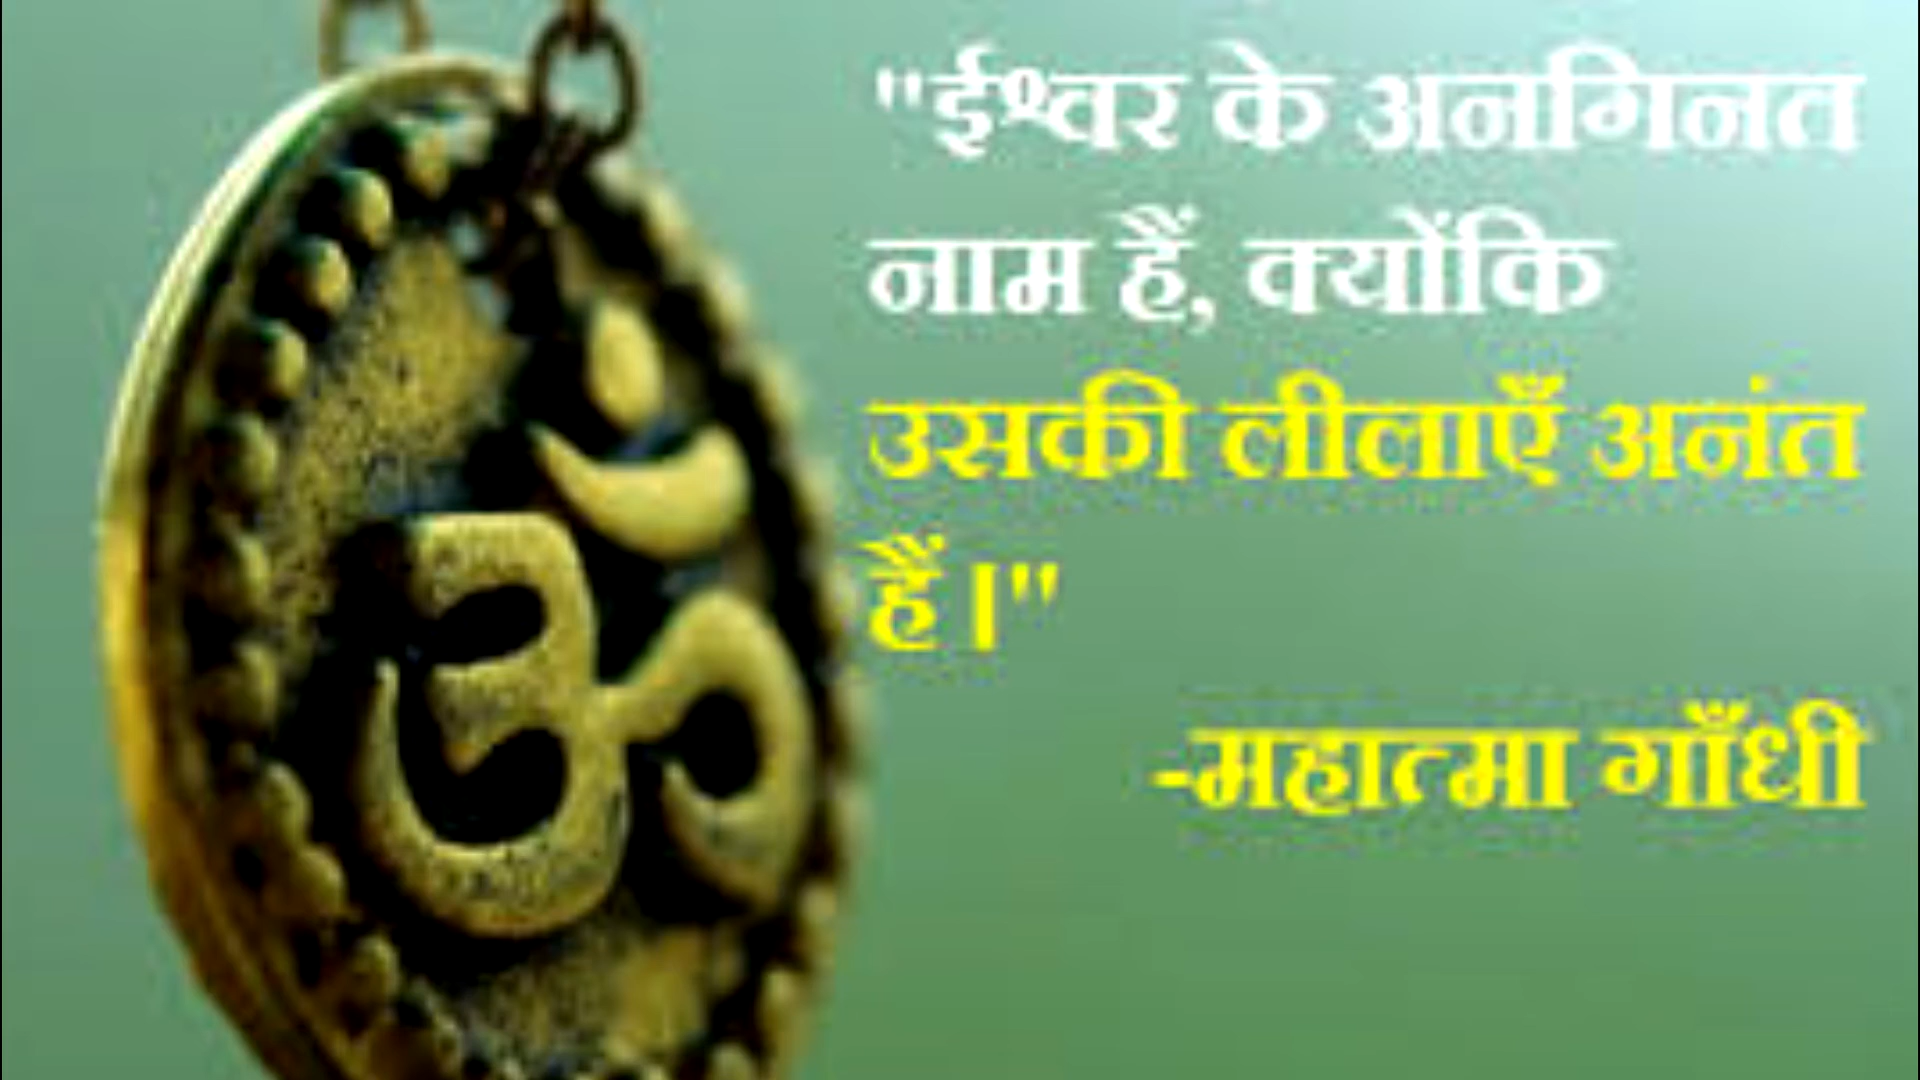 "ईश्वर के अनगिनत
नाम हैं, क्योंकि
उसकी लीलाएँ अनंत
हैं।"
-महात्मा गाँधी
ॐ